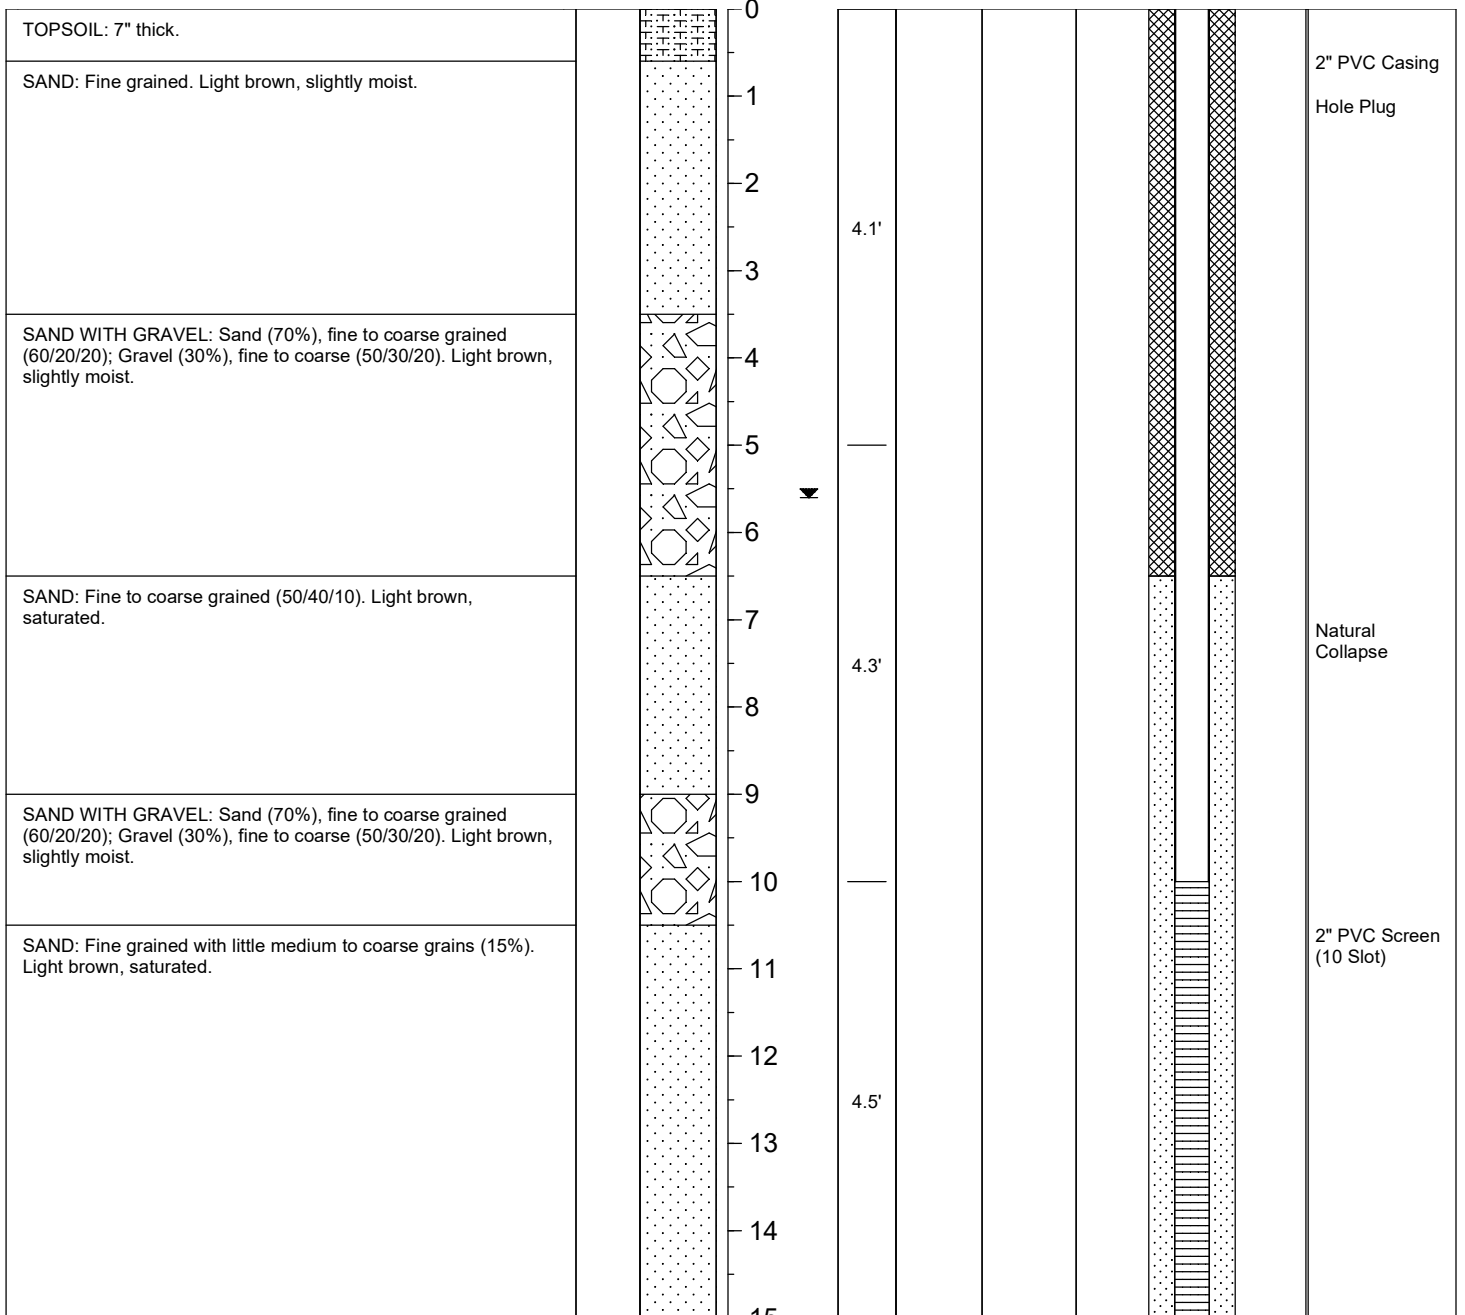 TOPSOIL: 7" thick.
SAND: Fine grained. Light brown, slightly moist.
SAND WITH GRAVEL: Sand (70%), fine to coarse grained
(60/20/20); Gravel (30%), fine to coarse (50/30/20). Light brown,
slightly moist.
SAND: Fine to coarse grained (50/40/10). Light brown,
saturated.
SAND WITH GRAVEL: Sand (70%), fine to coarse grained
(60/20/20); Gravel (30%), fine to coarse (50/30/20). Light brown,
slightly moist.
SAND: Fine grained with little medium to coarse grains (15%).
Light brown, saturated.
0
1
2
3
4
5
6
7
8
9
10
11
12
13
14
15
4.1'
4.3'
4.5'
2" PVC Casing
Hole Plug
Natural
Collapse
2" PVC Screen
(10 Slot)